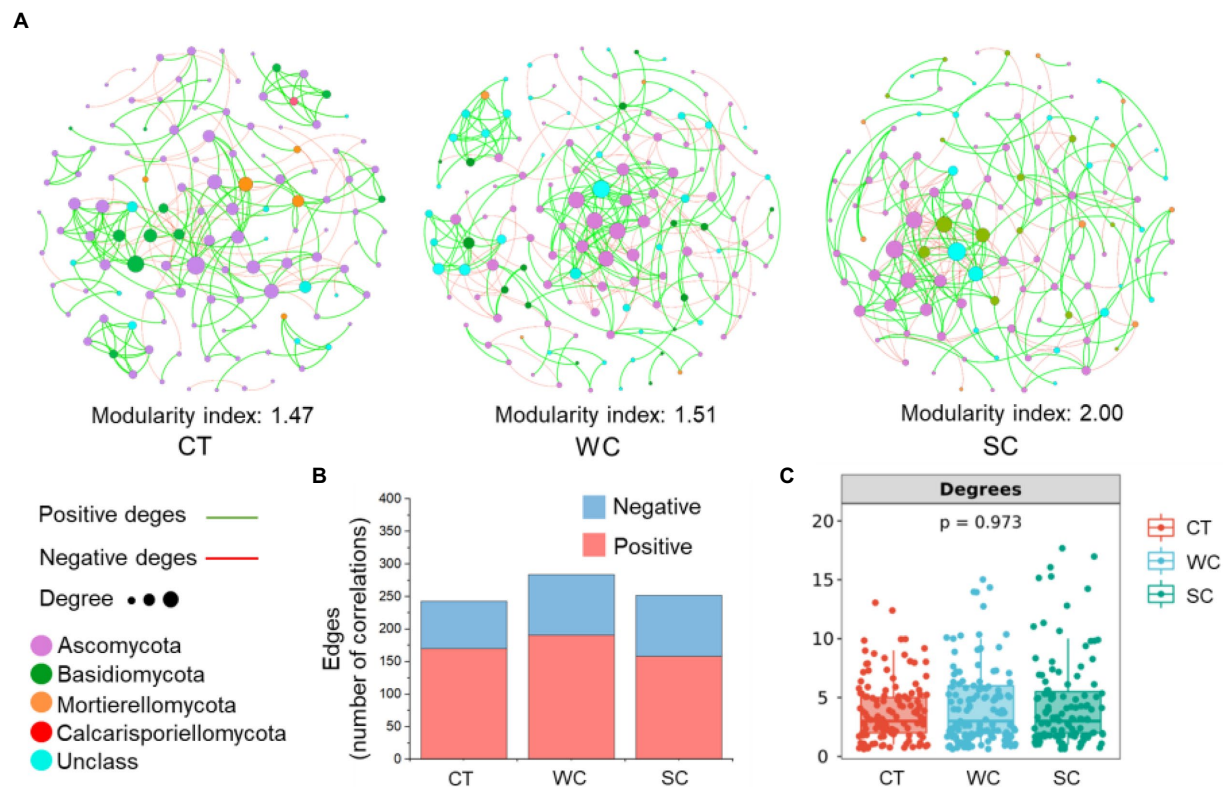 A
Modularity index: 1.47
CT
Modularity index: 1.51
WC
Modularity index: 2.00
SC
Positive deges
Negative deges
Degree
Ascomycota
Basidiomycota
Mortierellomycota
Calcarisporiellomycota
Unclass
B
Edges
(number of correlations)
400
350
300
250
200
150
100
50
0
Negative
Positive
CT
WC
SC
C
Degrees
p = 0.973
20
15
10
5
0
CT
WC
SC
CT
WC
SC